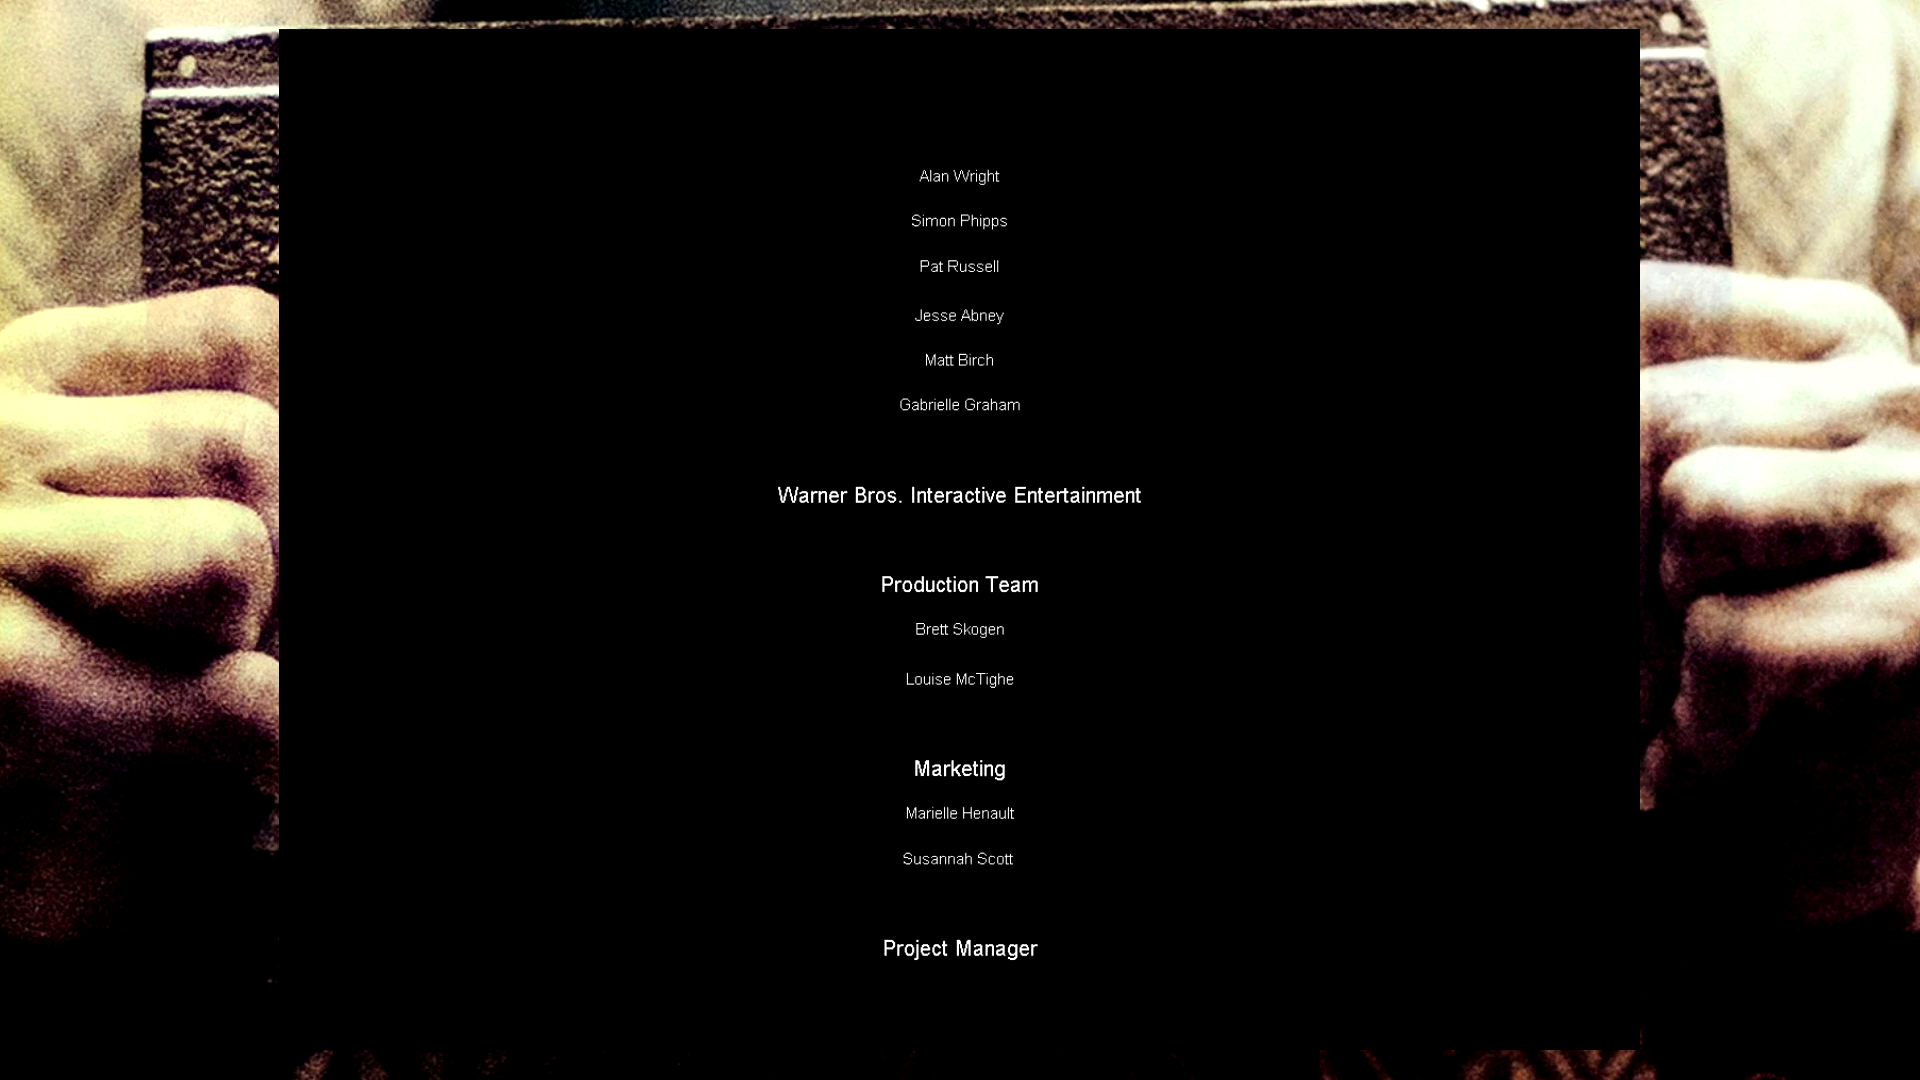 Alan Wright
Simon Phipps
Pat Russell
Jesse Abney
Matt Birch
Gabrielle Graham
Warner Bros. Interactive Entertainment
Production Team
Brett Skogen
Louise McTighe
Marketing
Marielle Henault
Susannah Scott
Project Manager